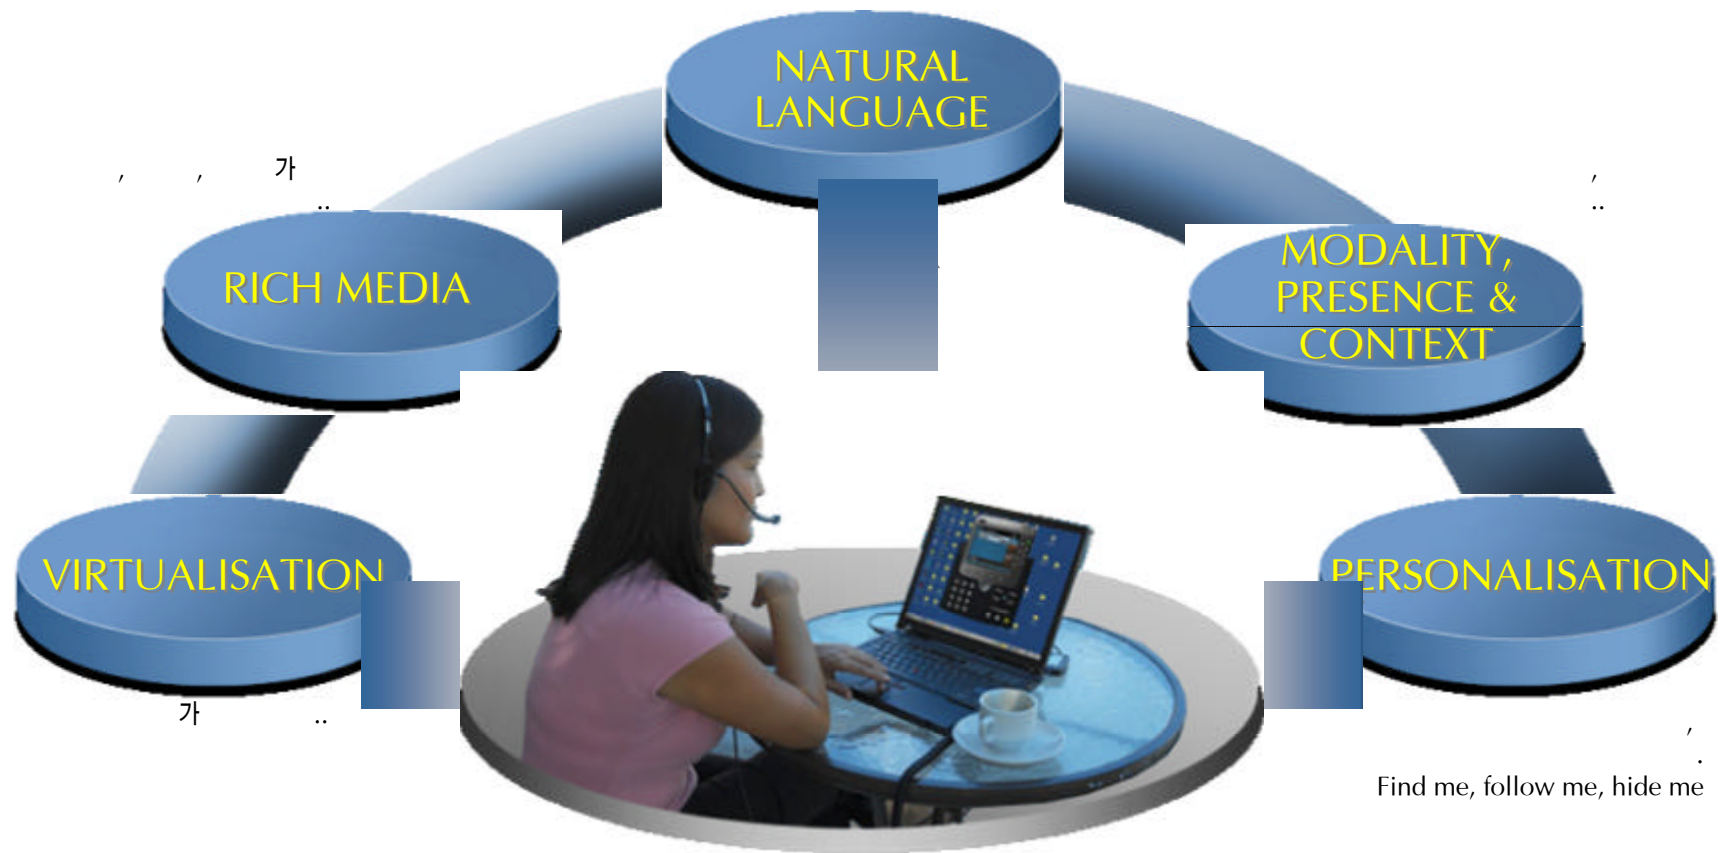 NATURAL
LANGUAGE
, , 가
..
,
..
RICH MEDIA
MODALITY,
PRESENCE &
CONTEXT
VIRTUALISATION
PERSONALISATION
가 ..
,
.
Find me, follow me, hide me